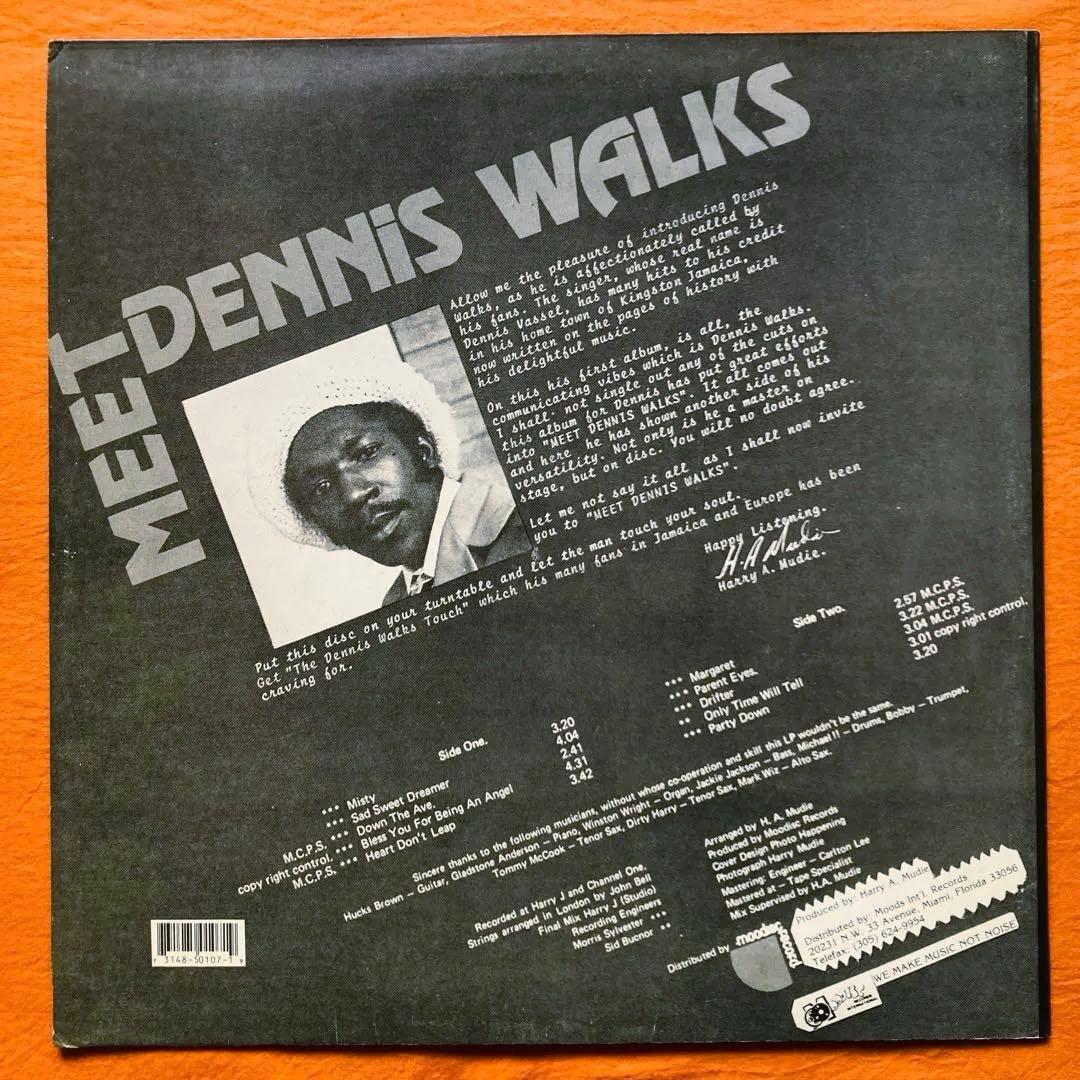 MEET
DENNIS WALKS
Allow me the pleasure of introducing Dennis
Walks, as he is affectionately called by
his fans. The singer, whose real name is
Dennis Vassel, has many hits to his credit
in his home town of Kingston Jamaica,
now written on the pages of history with
his delightful music.
On this his first album, is all, the
communicating vibes which is Dennis Walks.
I shall not single out any of the cuts on
this album for Dennis has put great efforts
into "MEET DENNIS WALKS". It all comes out
and here he has shown another side of his
versatility. Not only is he a master on
stage, but on disc. You will no doubt agree.
Let me not say it all as I shall now invite
you to "MEET DENNIS WALKS".
Put this disc on your turntable and let the man touch your soul.
Get "The Dennis Walks Touch" which his many fans in Jamaica and Europe has been
craving for.
Happy Listening.
H.A Mudie
Harry A. Mudie.
Side One.
*** Misty 3.20
*** Sad Sweet Dreamer 4.04
M.C.P.S. *** Down The Ave. 2.41
copy right control. *** Bless You For Being An Angel 4.31
M.C.P.S. *** Heart Don't Leap 3.42
Side Two.
*** Margaret 2.57 M.C.P.S.
*** Parent Eyes. 3.22 M.C.P.S.
*** Drifter 3.04 M.C.P.S.
** Only Time Will Tell 3.01 copy right control.
*** Party Down 3.20
Sincere thanks to the following musicians, without whose co-operation and skill this LP wouldn't be the same.
Hucks Brown – Guitar, Gladstone Anderson – Piano, Winston Wright – Organ, Jackie Jackson – Bass, Michael !! – Drums, Bobby – Trumpet,
Tommy McCook – Tenor Sax, Dirty Harry – Tenor Sax, Mark Wiz – Alto Sax.
Recorded at Harry J and Channel One.
Strings arranged in London by John Bell
Final Mix Harry J (Studio)
Recording Engineers
Morris Sylvester ***
Sid Bucnor **
Arranged by H. A. Mudie
Produced by Moodisc Records
Cover Design Photo Happening
Photograph Harry Mudie
Mastering: Engineer – Carlton Lee
Mastered at – Tape Specialist
Mix Supervised by H.A. Mudie
Distributed by moodisc records
Produced by: Harry A. Mudie
Distributed by: Moods Int'l. Records
20231 N.W. 33 Avenue, Miami, Florida 33056
Telefax: (305) 624-9954
WE MAKE MUSIC NOT NOISE
RECORDS
INTERNATIONAL
7 3148-50107-1 9